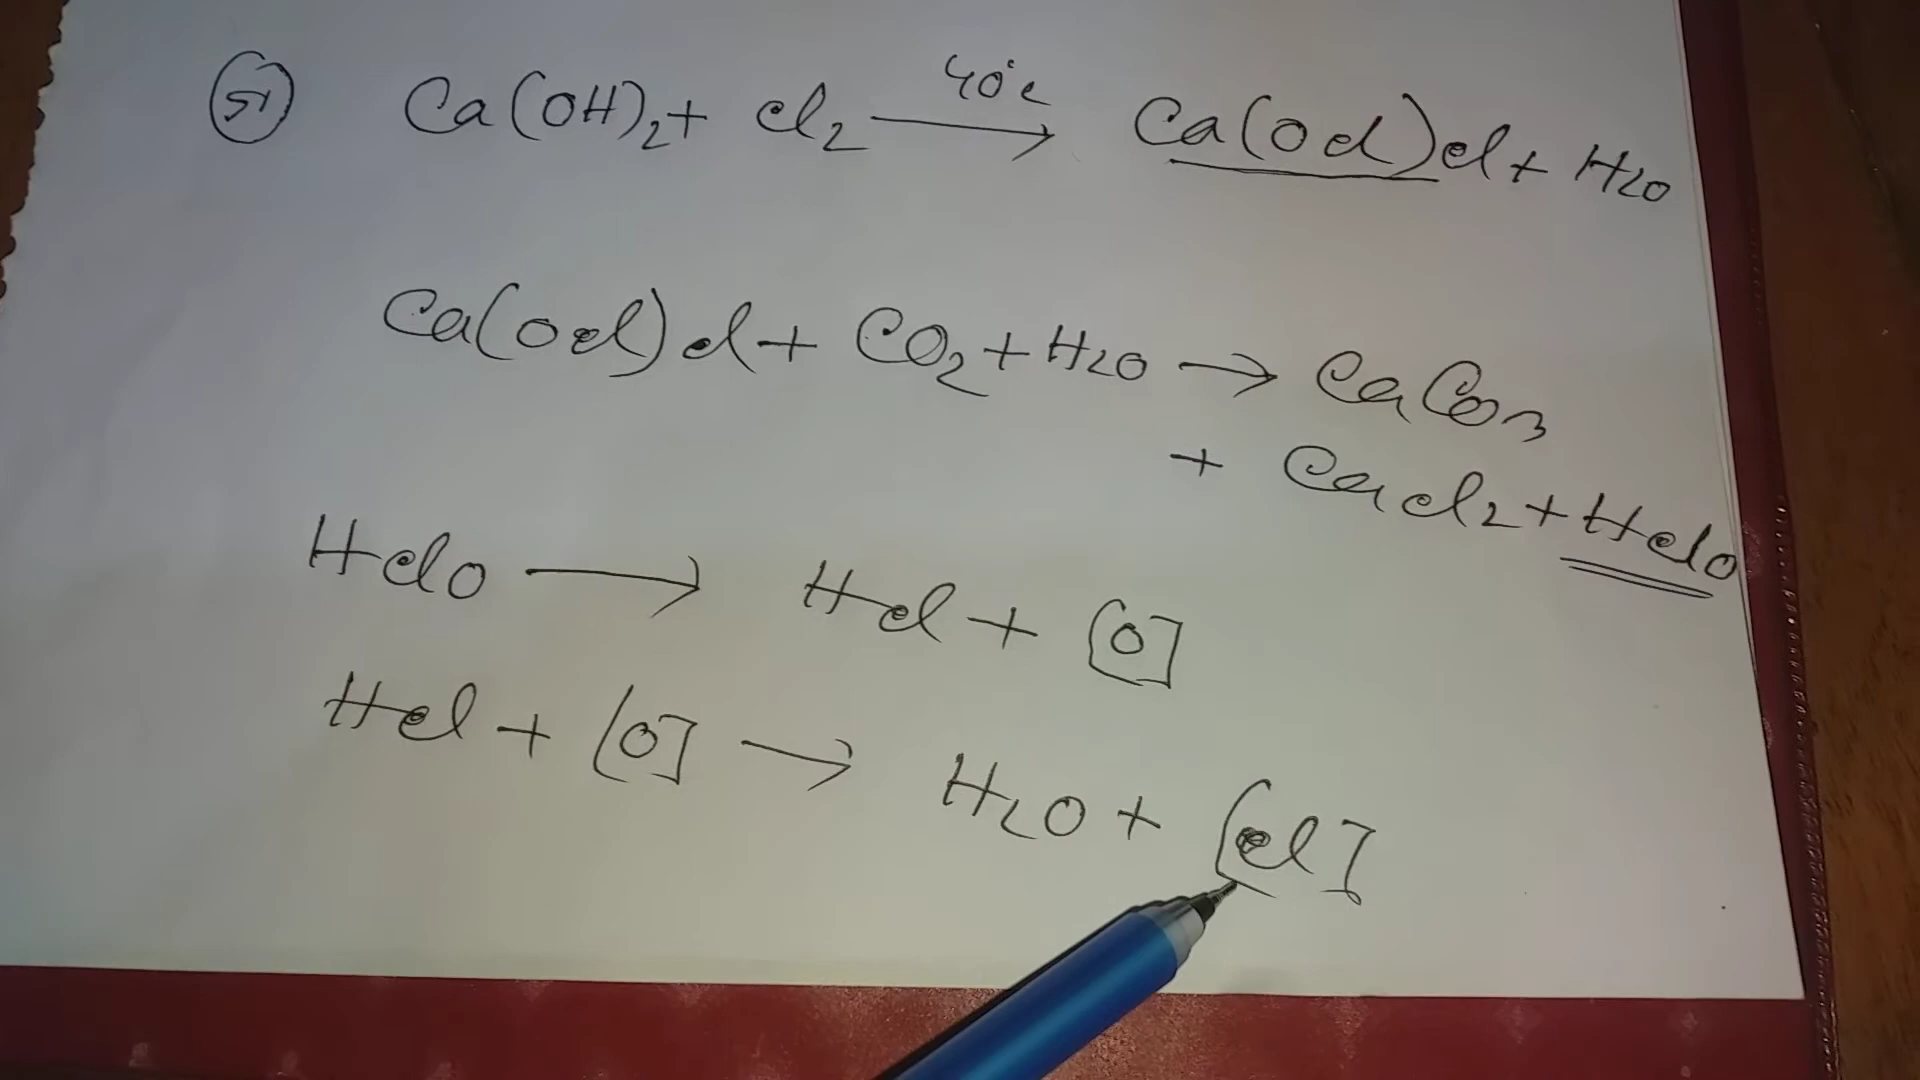 Ca(OH)₂ + Cl₂ ⟶ 40°C Ca(OCl)Cl + H₂O
Ca(OCl)Cl + CO₂ + H₂O → CaCO₃
+ CaCl₂ + HClO
HClO ⟶ HCl + [O]
HCl + [O] → H₂O + [Cl]